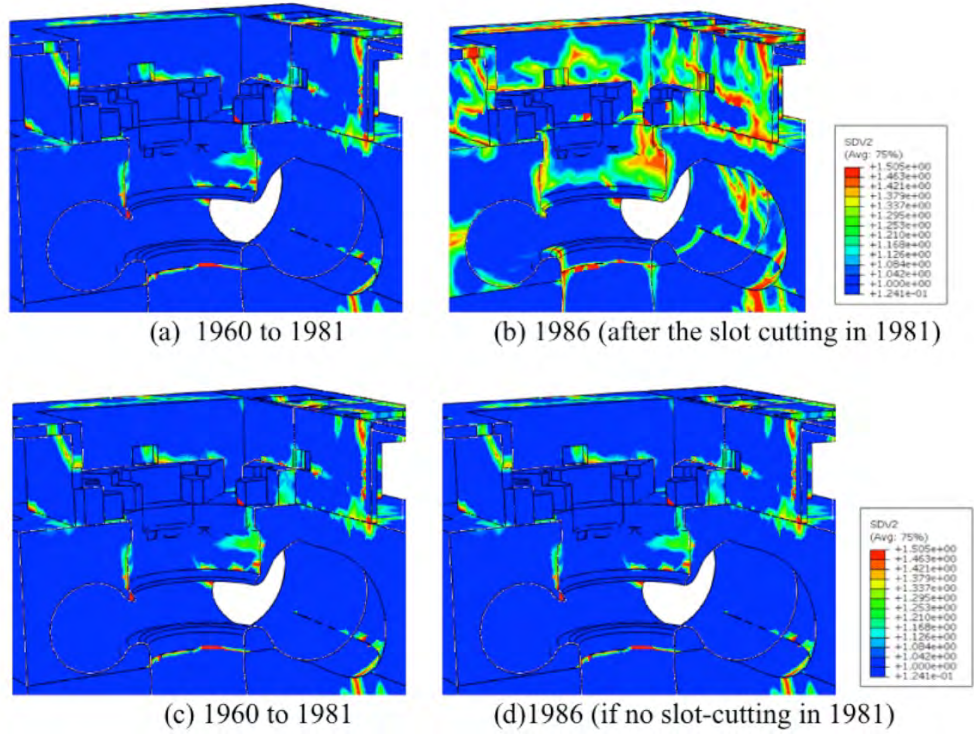 SDV2
(Avg: 75%)
+1.505e+00
+1.463e+00
+1.421e+00
+1.379e+00
+1.337e+00
+1.295e+00
+1.253e+00
+1.210e+00
+1.168e+00
+1.126e+00
+1.084e+00
+1.042e+00
+1.000e+00
+1.241e-01
(a) 1960 to 1981
(b) 1986 (after the slot cutting in 1981)
SDV2
(Avg: 75%)
+1.505e+00
+1.463e+00
+1.421e+00
+1.379e+00
+1.337e+00
+1.295e+00
+1.253e+00
+1.210e+00
+1.168e+00
+1.126e+00
+1.084e+00
+1.042e+00
+1.000e+00
+1.241e-01
(c) 1960 to 1981
(d)1986 (if no slot-cutting in 1981)